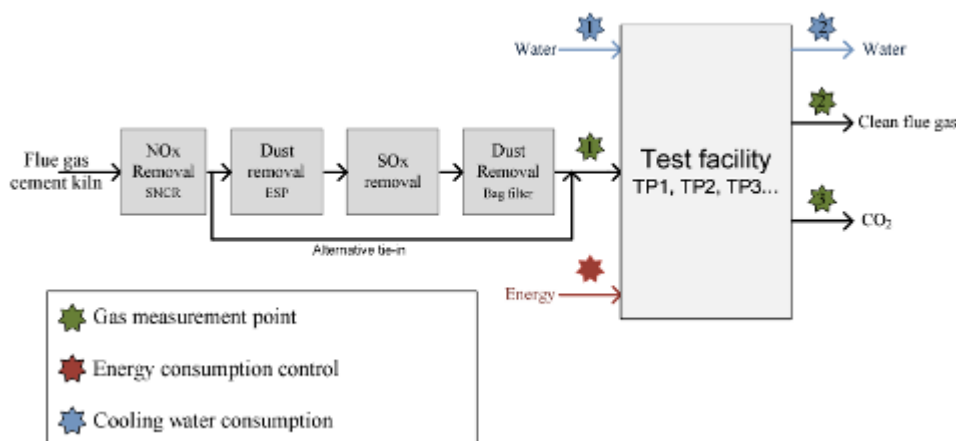 1
2
Water
Water
2
Clean flue gas
Flue gas
cement kiln
NOx
Removal
SNCR
Dust
removal
ESP
SOx
removal
Dust
Removal
Bag filter
1
Test facility
TP1, TP2, TP3...
3
CO₂
Alternative tie-in
Energy
Gas measurement point
Energy consumption control
Cooling water consumption